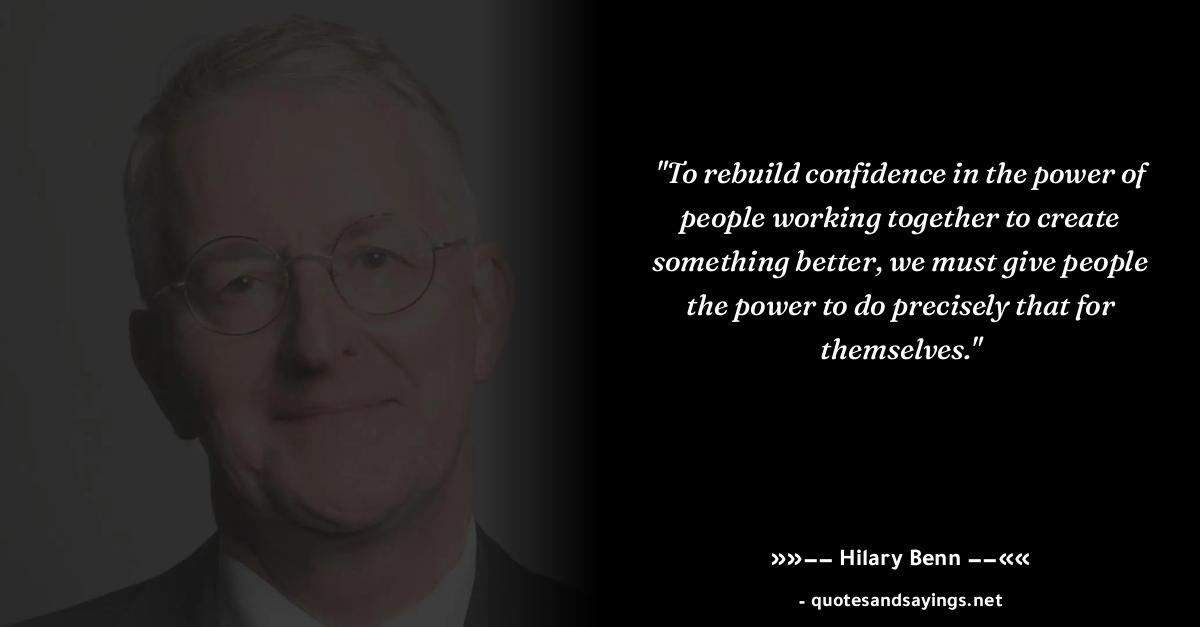 "To rebuild confidence in the power of
people working together to create
something better, we must give people
the power to do precisely that for
themselves."
»»−− Hilary Benn −−««
- quotesandsayings.net